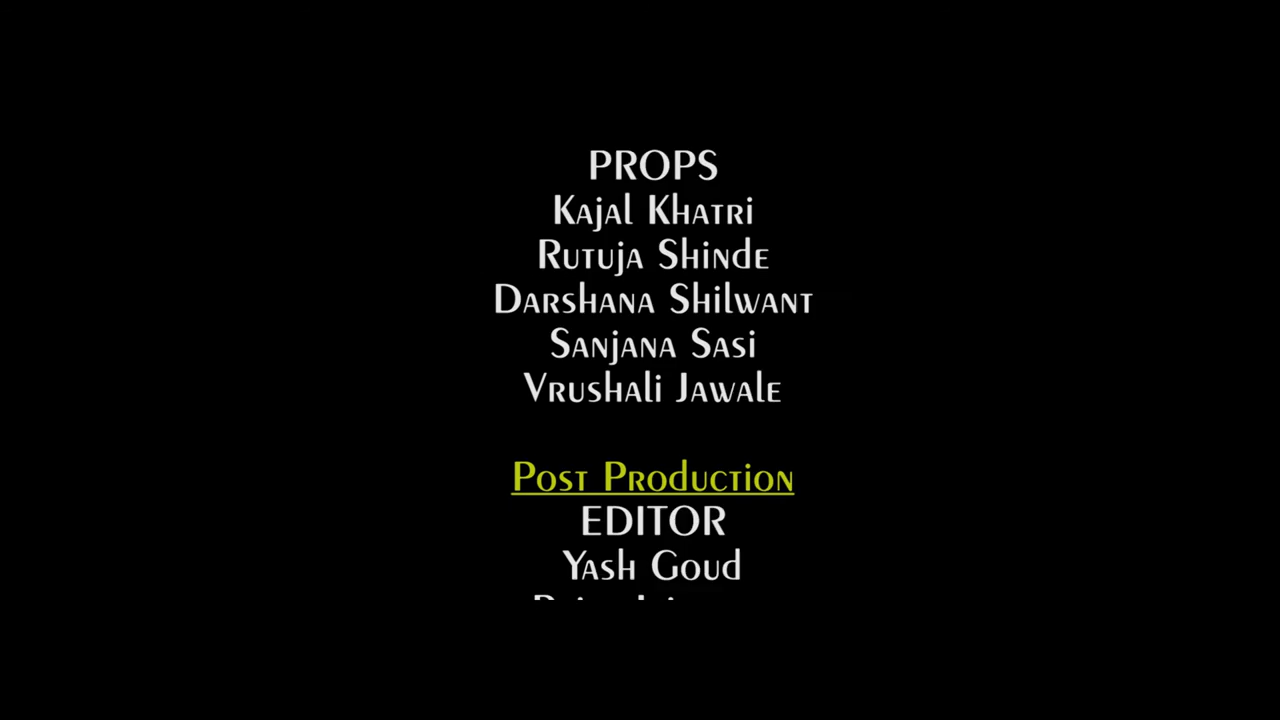 PROPS
Kajal Khatri
Rutuja Shinde
Darshana Shilwant
Sanjana Sasi
Vrushali Jawale
Post Production
EDITOR
Yash Goud